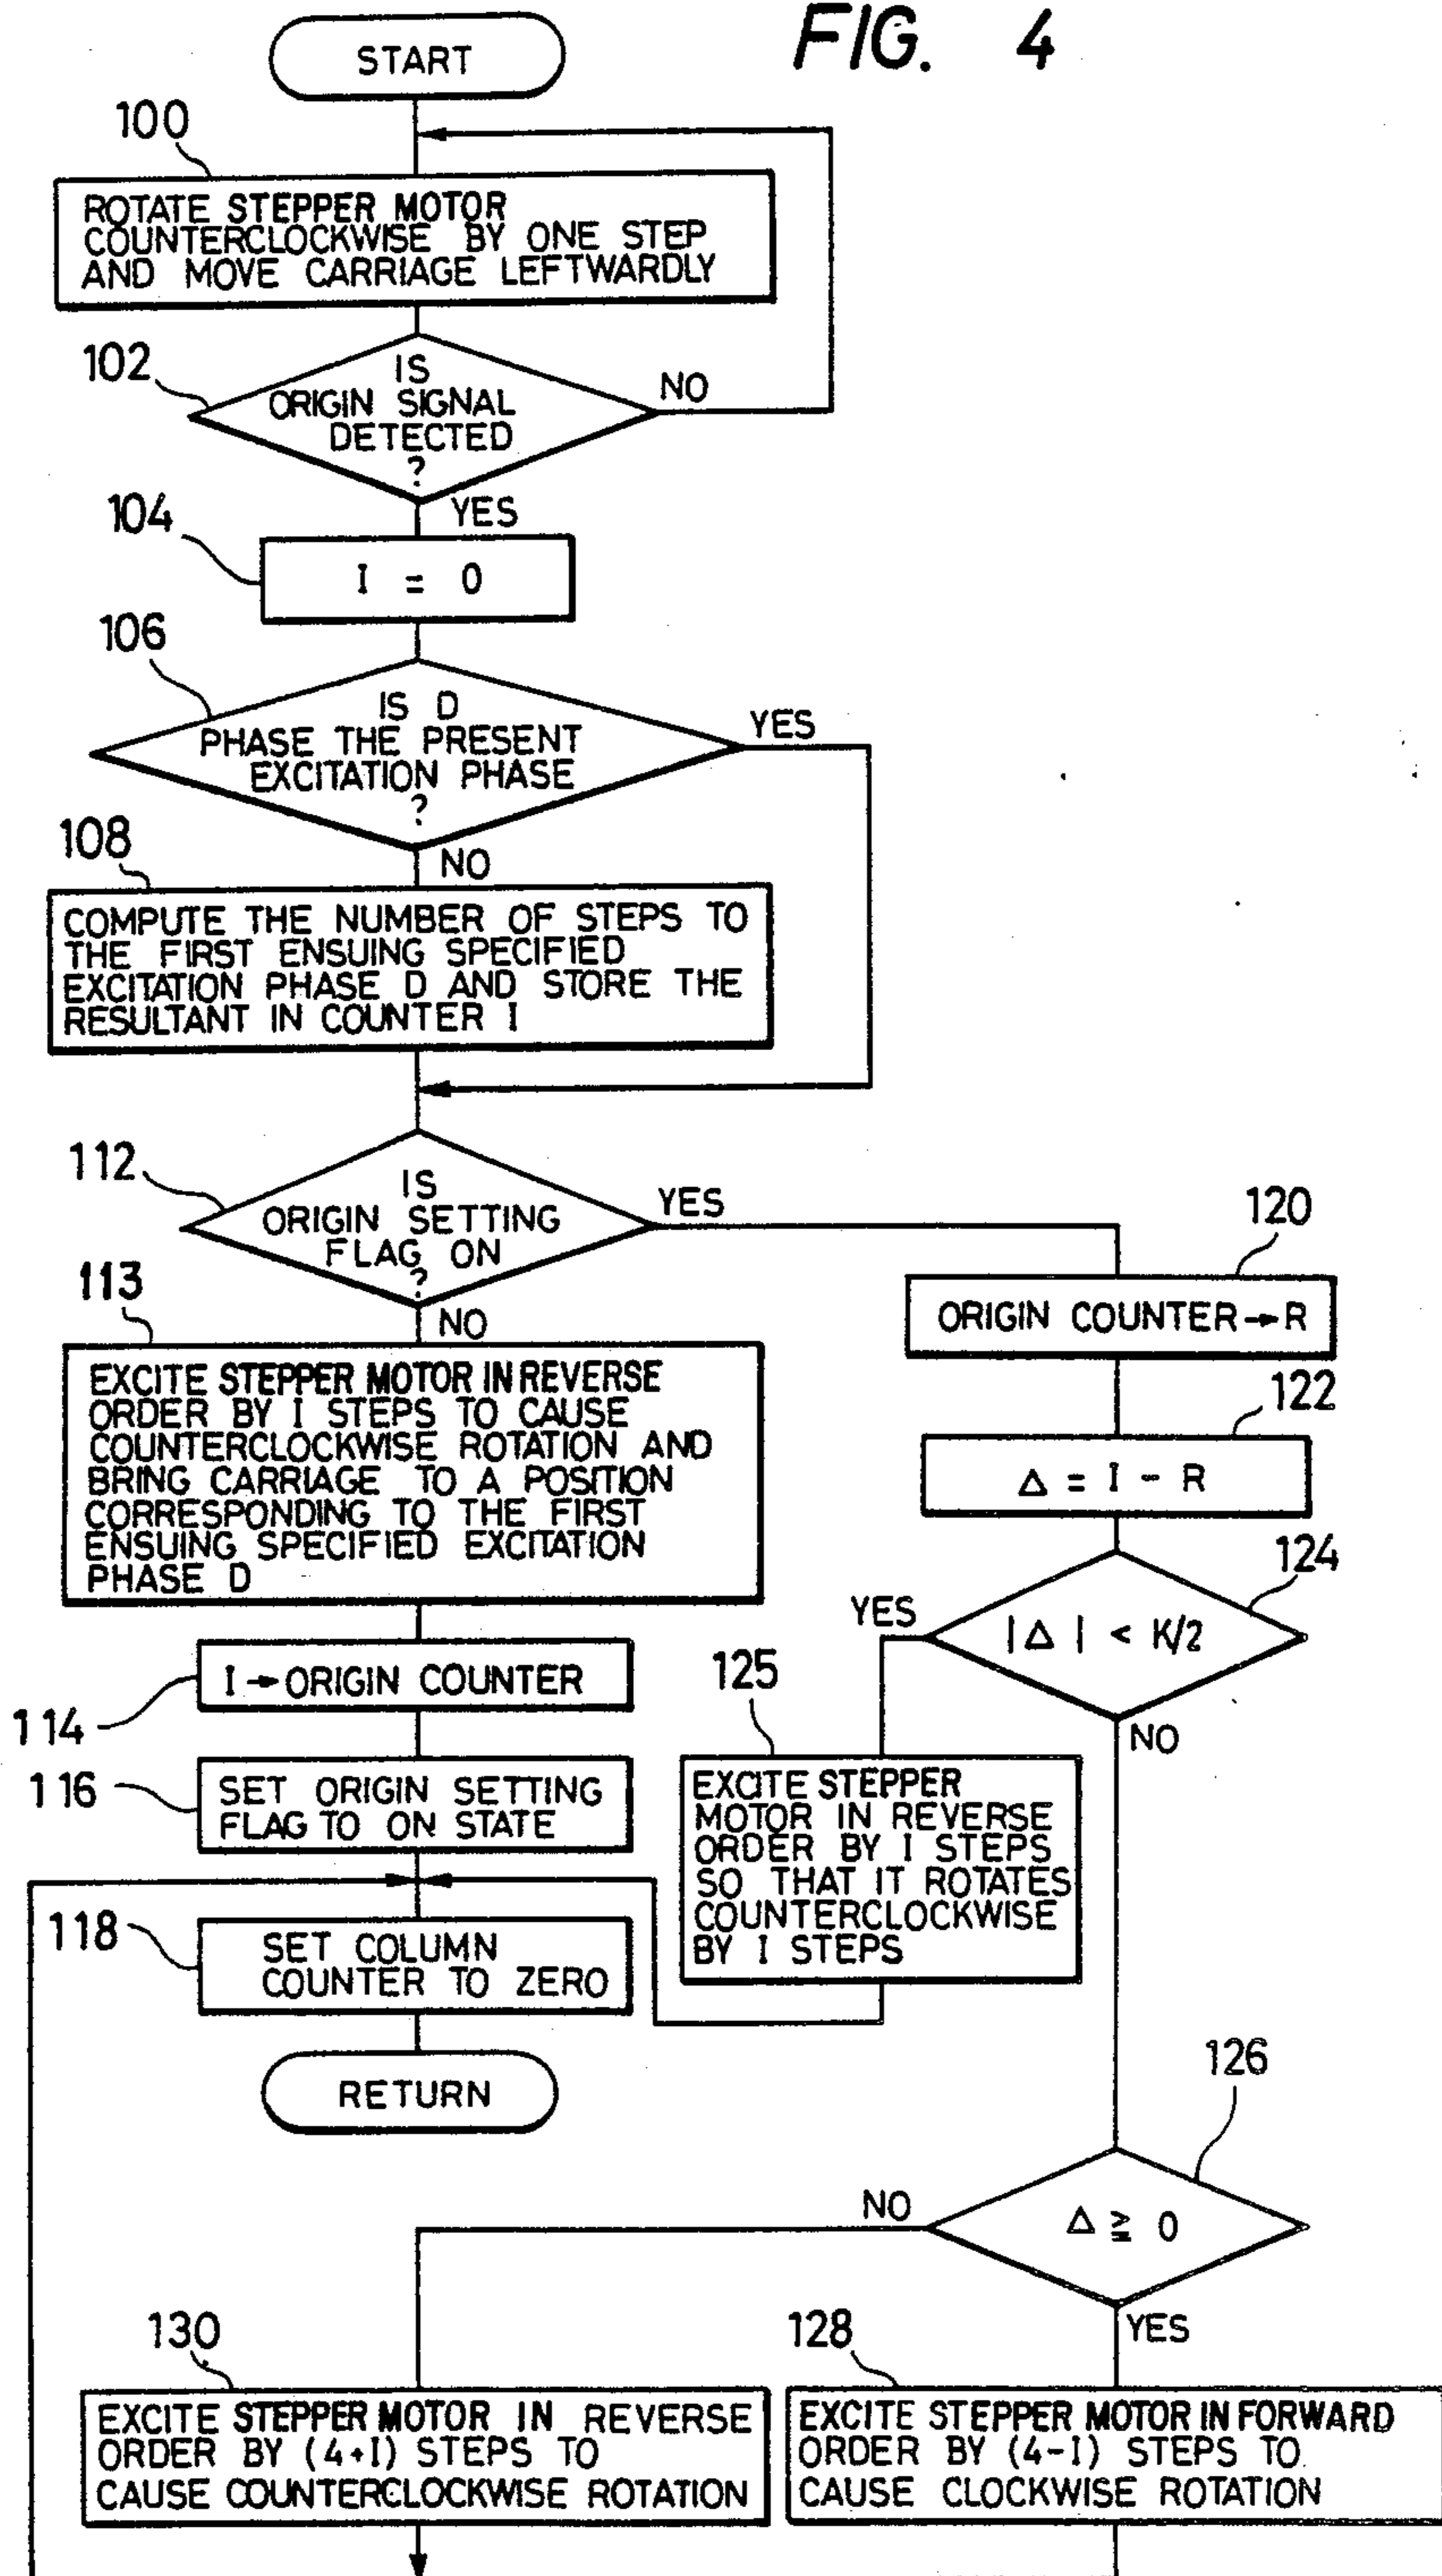 FIG. 4
START
100
ROTATE STEPPER MOTOR
COUNTERCLOCKWISE BY ONE STEP
AND MOVE CARRIAGE LEFTWARDLY
102
IS
ORIGIN SIGNAL
DETECTED
?
NO
YES
104
I = 0
106
IS D
PHASE THE PRESENT
EXCITATION PHASE
?
YES
NO
108
COMPUTE THE NUMBER OF STEPS TO
THE FIRST ENSUING SPECIFIED
EXCITATION PHASE D AND STORE THE
RESULTANT IN COUNTER I
112
IS
ORIGIN SETTING
FLAG ON
?
YES
NO
113
EXCITE STEPPER MOTOR IN REVERSE
ORDER BY I STEPS TO CAUSE
COUNTERCLOCKWISE ROTATION AND
BRING CARRIAGE TO A POSITION
CORRESPONDING TO THE FIRST
ENSUING SPECIFIED EXCITATION
PHASE D
114
I → ORIGIN COUNTER
116
SET ORIGIN SETTING
FLAG TO ON STATE
118
SET COLUMN
COUNTER TO ZERO
RETURN
120
ORIGIN COUNTER → R
122
Δ = I - R
124
|Δ| < K/2
YES
NO
125
EXCITE STEPPER
MOTOR IN REVERSE
ORDER BY I STEPS
SO THAT IT ROTATES
COUNTERCLOCKWISE
BY I STEPS
126
Δ ≧ 0
NO
YES
130
EXCITE STEPPER MOTOR IN REVERSE
ORDER BY (4+I) STEPS TO
CAUSE COUNTERCLOCKWISE ROTATION
128
EXCITE STEPPER MOTOR IN FORWARD
ORDER BY (4-I) STEPS TO
CAUSE CLOCKWISE ROTATION